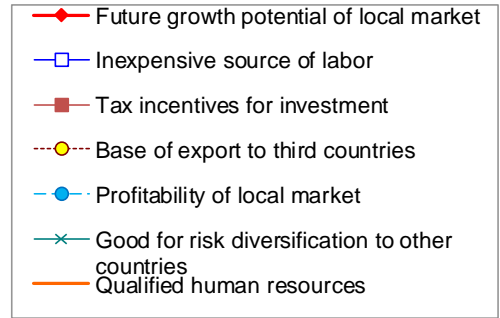 Future growth potential of local market
Inexpensive source of labor
Tax incentives for investment
Base of export to third countries
Profitability of local market
Good for risk diversification to other
countries
Qualified human resources